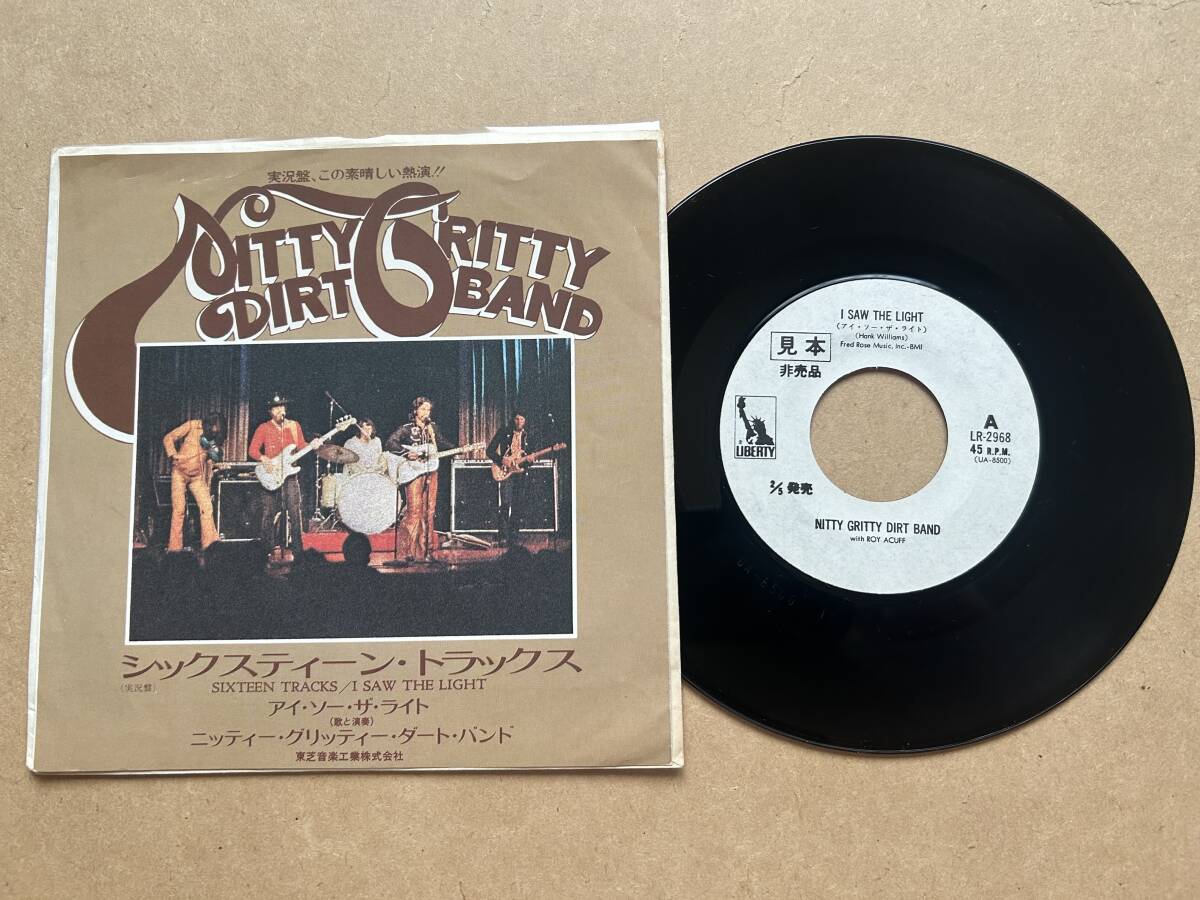 実況盤、この素晴しい熱演!!
NITTY GRITTY
DIRT BAND
シックスティーン・トラックス
(実況盤)
SIXTEEN TRACKS/I SAW THE LIGHT
アイ・ソー・ザ・ライト
(歌と演奏)
ニッティー・グリッティー・ダート・バンド
東芝音楽工業株式会社
I SAW THE LIGHT
(アイ・ソー・ザ・ライト)
(Hank Williams)
Fred Rose Music, Inc.-BMI
見本
非売品
LIBERTY
A
LR-2968
45 R.P.M.
(UA-8500)
2/5 発売
NITTY GRITTY DIRT BAND
with ROY ACUFF